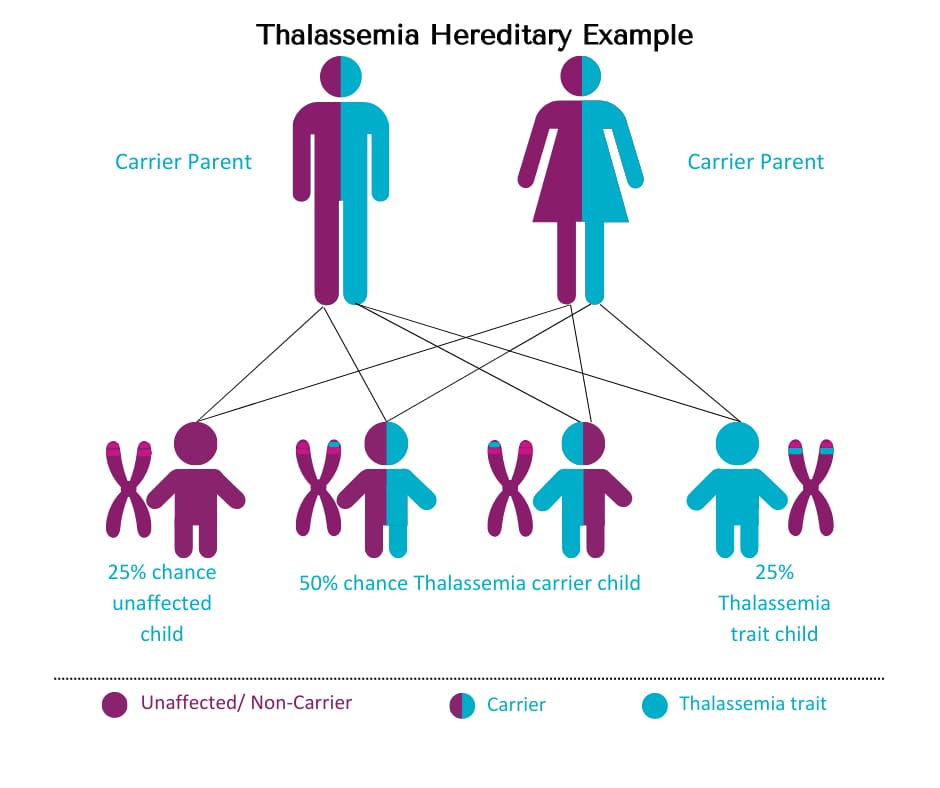 Thalassemia Hereditary Example
Carrier Parent
Carrier Parent
25% chance
unaffected
child
50% chance Thalassemia carrier child
25%
Thalassemia
trait child
Unaffected/ Non-Carrier
Carrier
Thalassemia trait